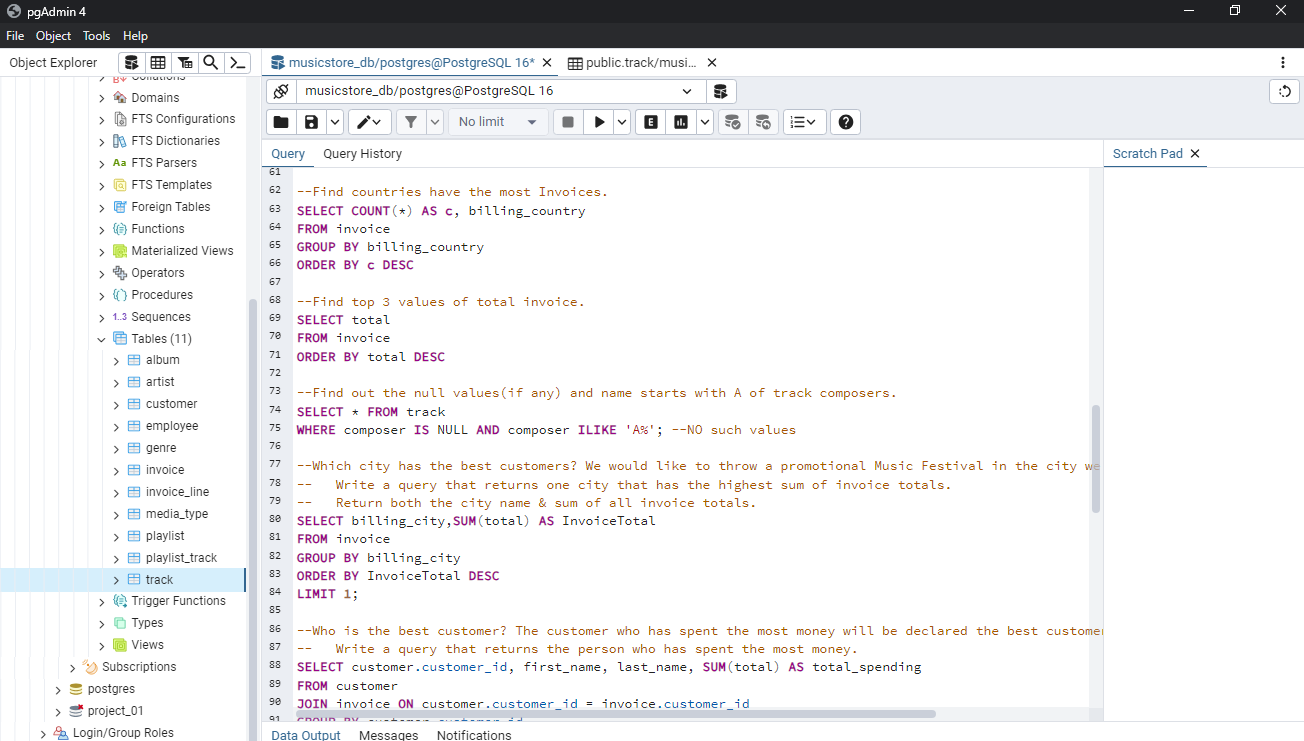 pgAdmin 4
File Object Tools Help
Object Explorer
musicstore_db/postgres@PostgreSQL 16*
public.track/musi...
Collations
Domains
FTS Configurations
FTS Dictionaries
Aa FTS Parsers
FTS Templates
Foreign Tables
Functions
Materialized Views
Operators
Procedures
1..3 Sequences
Tables (11)
album
artist
customer
employee
genre
invoice
invoice_line
media_type
playlist
playlist_track
track
Trigger Functions
Types
Views
Subscriptions
postgres
project_01
Login/Group Roles
musicstore_db/postgres@PostgreSQL 16
No limit
E
Query Query History
Scratch Pad
61
62 --Find countries have the most Invoices.
63 SELECT COUNT(*) AS c, billing_country
64 FROM invoice
65 GROUP BY billing_country
66 ORDER BY c DESC
67
68 --Find top 3 values of total invoice.
69 SELECT total
70 FROM invoice
71 ORDER BY total DESC
72
73 --Find out the null values(if any) and name starts with A of track composers.
74 SELECT * FROM track
75 WHERE composer IS NULL AND composer ILIKE 'A%'; --NO such values
76
77 --Which city has the best customers? We would like to throw a promotional Music Festival in the city we
78 -- Write a query that returns one city that has the highest sum of invoice totals.
79 -- Return both the city name & sum of all invoice totals.
80 SELECT billing_city,SUM(total) AS InvoiceTotal
81 FROM invoice
82 GROUP BY billing_city
83 ORDER BY InvoiceTotal DESC
84 LIMIT 1;
85
86 --Who is the best customer? The customer who has spent the most money will be declared the best customer
87 -- Write a query that returns the person who has spent the most money.
88 SELECT customer.customer_id, first_name, last_name, SUM(total) AS total_spending
89 FROM customer
90 JOIN invoice ON customer.customer_id = invoice.customer_id
91 GROUP BY customer.customer_id
Data Output Messages Notifications